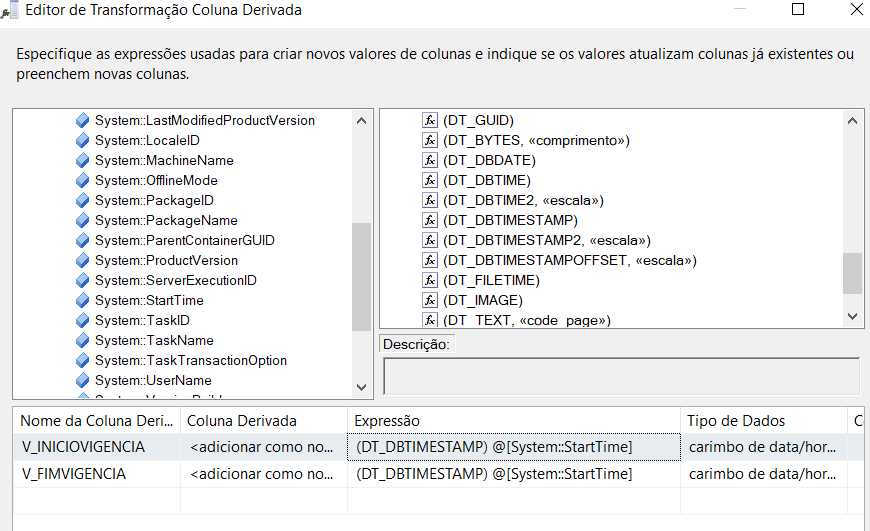 Editor de Transformação Coluna Derivada
Especifique as expressões usadas para criar novos valores de colunas e indique se os valores atualizam colunas já existentes ou
preenchem novas colunas.
System::LastModifiedProductVersion
System::LocaleID
System::MachineName
System::OfflineMode
System::PackageID
System::PackageName
System::ParentContainerGUID
System::ProductVersion
System::ServerExecutionID
System::StartTime
System::TaskID
System::TaskName
System::TaskTransactionOption
System::UserName
(DT_GUID)
(DT_BYTES, «comprimento»)
(DT_DBDATE)
(DT_DBTIME)
(DT_DBTIME2, «escala»)
(DT_DBTIMESTAMP)
(DT_DBTIMESTAMP2, «escala»)
(DT_DBTIMESTAMPOFFSET, «escala»)
(DT_FILETIME)
(DT_IMAGE)
(DT_TEXT, «code_page»)
Descrição:
Nome da Coluna Deri... Coluna Derivada Expressão Tipo de Dados
V_INICIOVIGENCIA <adicionar como no... (DT_DBTIMESTAMP) @[System::StartTime] carimbo de data/hor...
V_FIMVIGENCIA <adicionar como no... (DT_DBTIMESTAMP) @[System::StartTime] carimbo de data/hor...